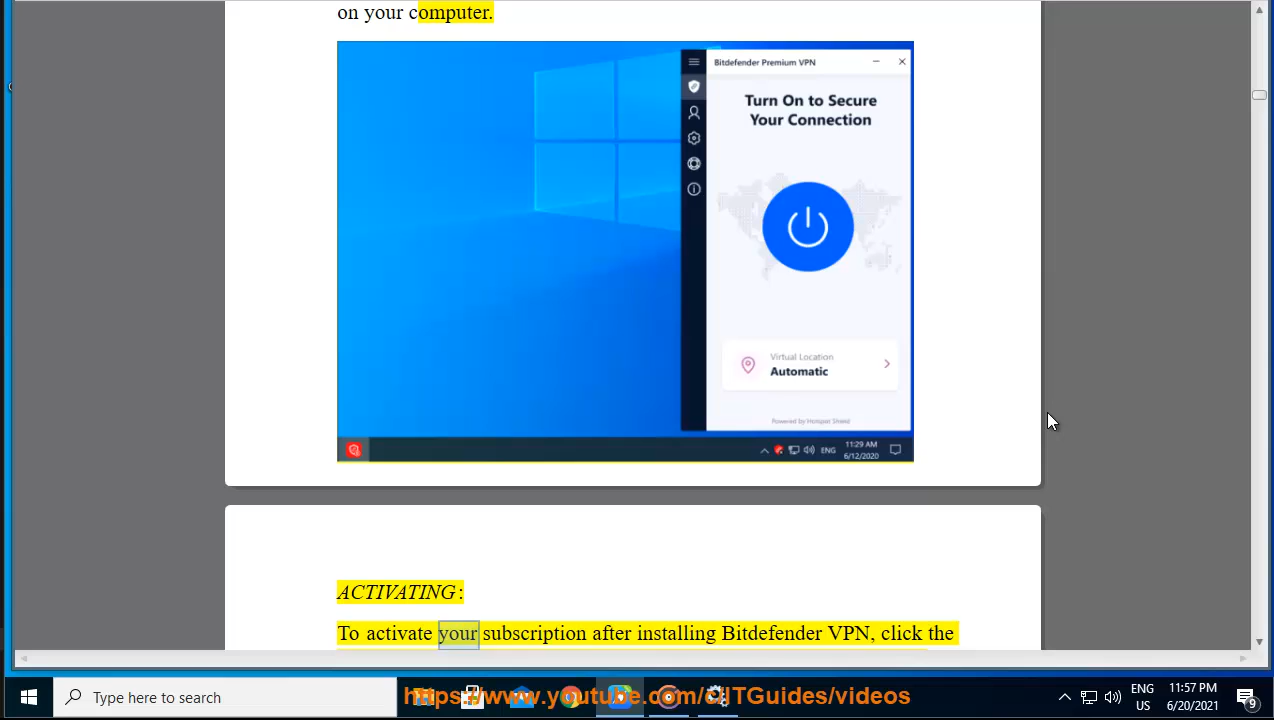 on your computer.
Bitdefender Premium VPN
Turn On to Secure
Your Connection
Virtual Location
Automatic
Powered by Hotspot Shield
ENG
11:29 AM
6/12/2020
ACTIVATING:
To activate your subscription after installing Bitdefender VPN, click the
Type here to search
https://www.youtube.com/c/ITGuides/videos
ENG
US
11:57 PM
6/20/2021
9